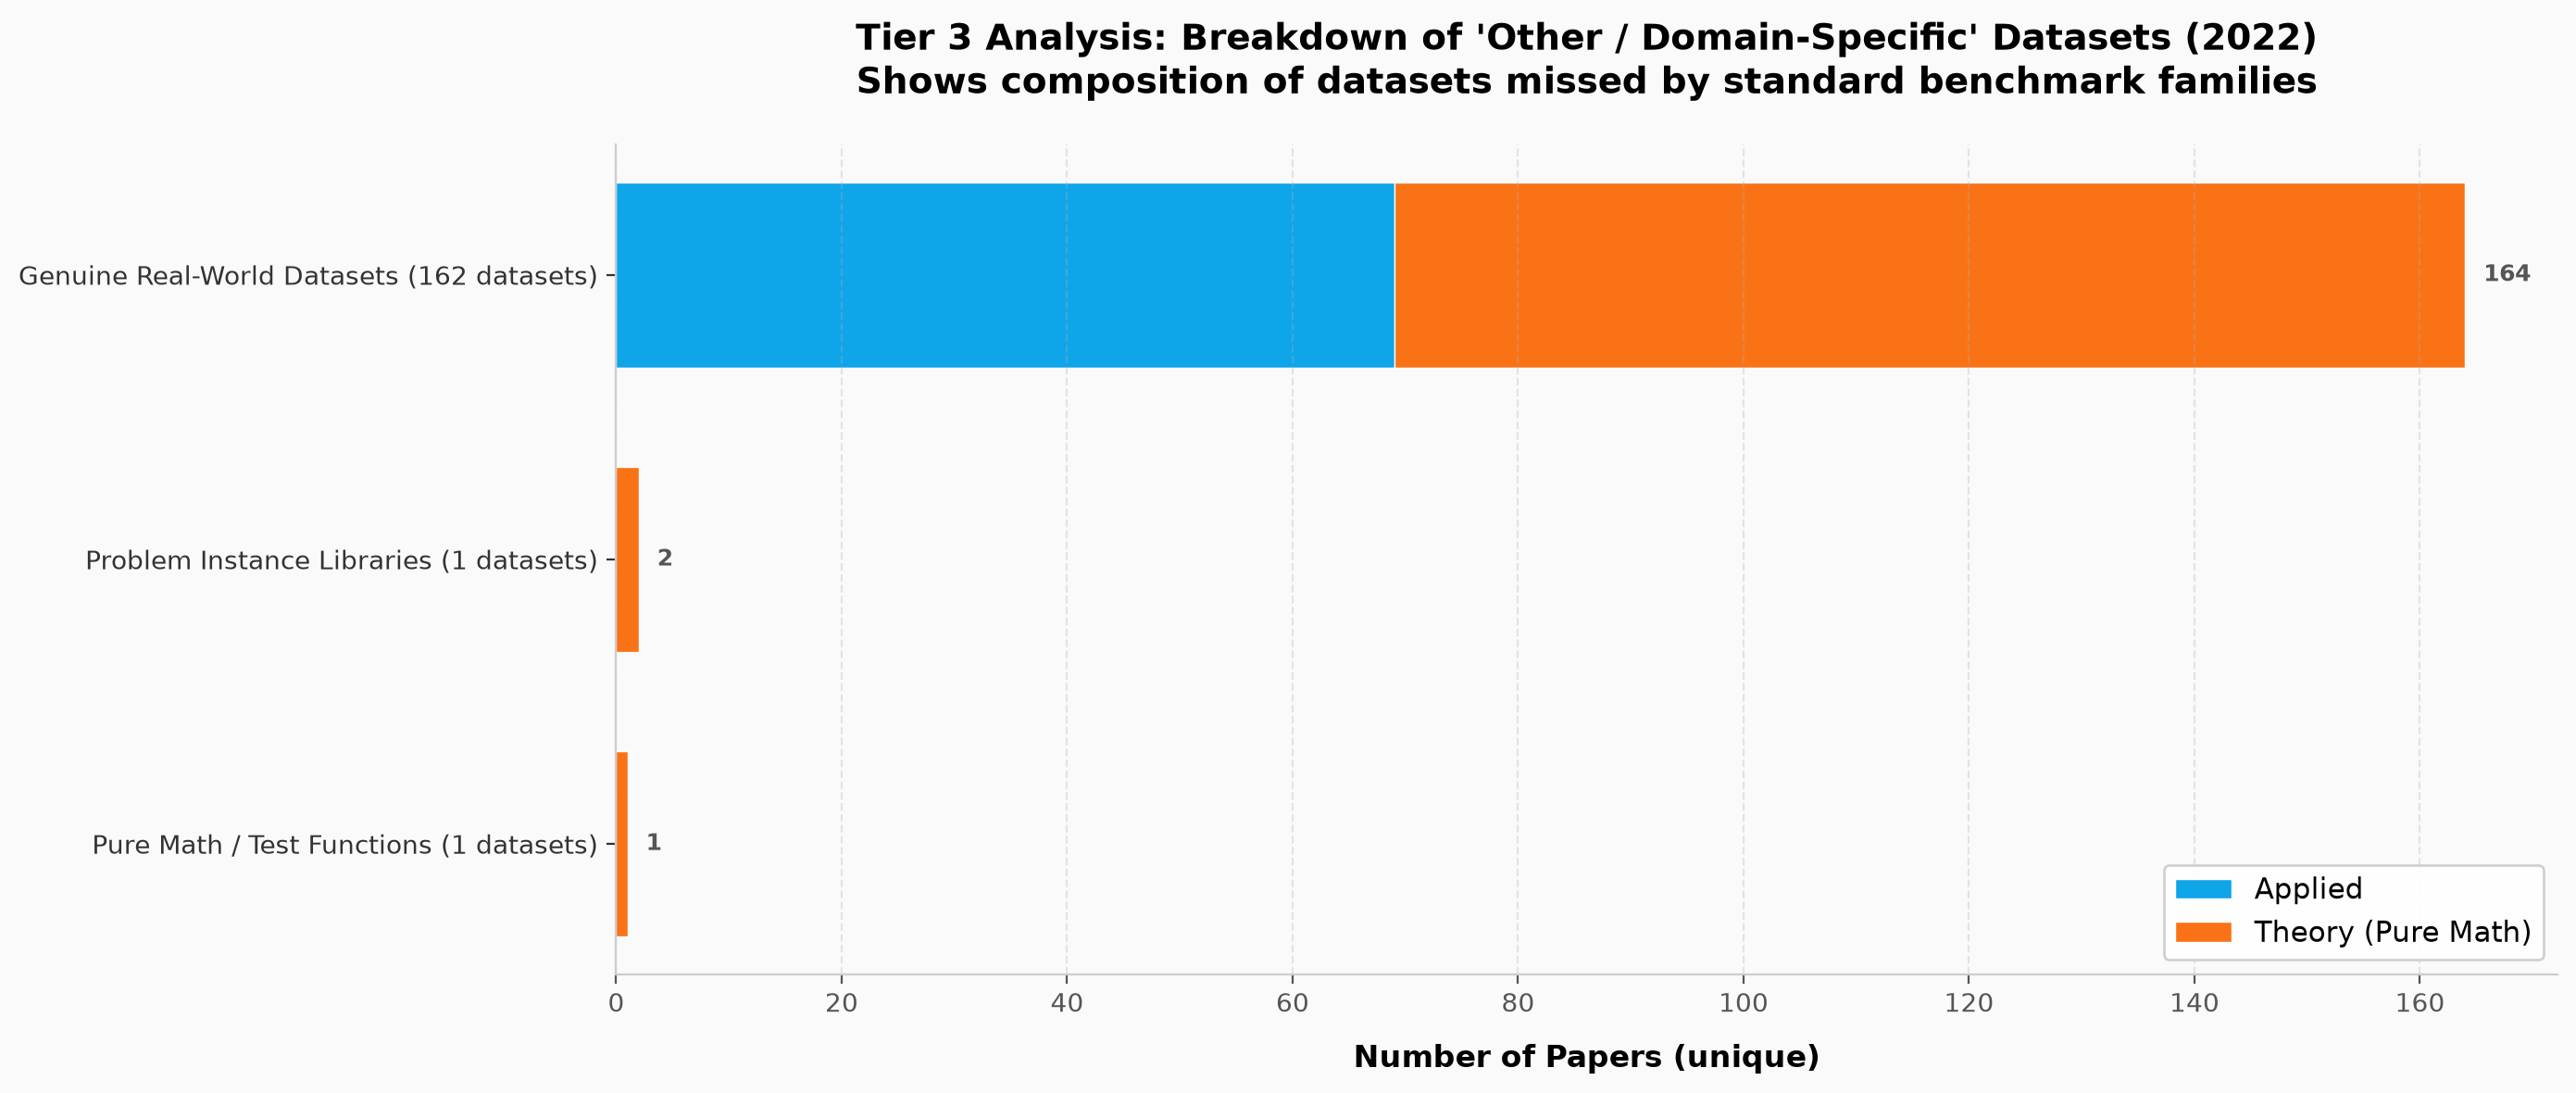 Tier 3 Analysis: Breakdown of 'Other / Domain-Specific' Datasets (2022)
Shows composition of datasets missed by standard benchmark families
Genuine Real-World Datasets (162 datasets)
164
Problem Instance Libraries (1 datasets)
2
Pure Math / Test Functions (1 datasets)
1
Applied
Theory (Pure Math)
0 20 40 60 80 100 120 140 160
Number of Papers (unique)